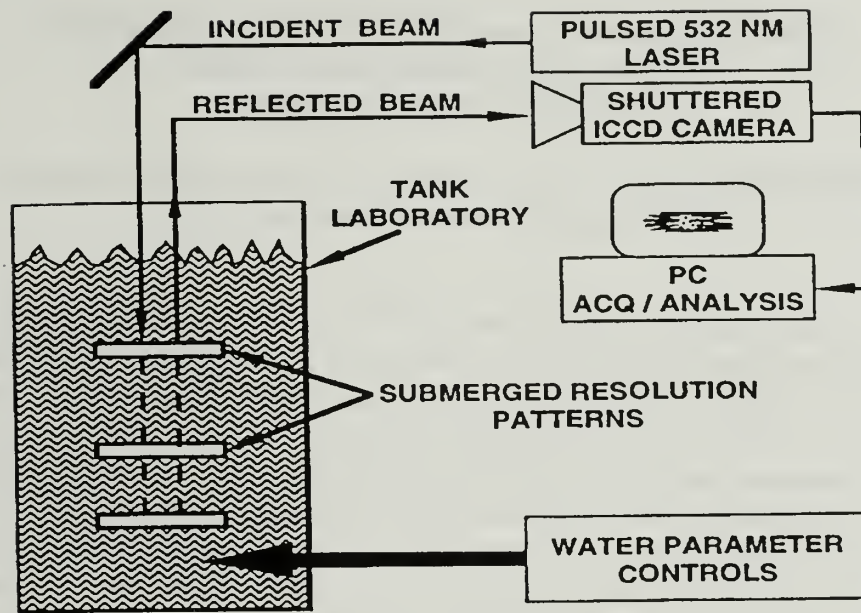 INCIDENT BEAM
PULSED 532 NM
LASER
REFLECTED BEAM
SHUTTERED
ICCD CAMERA
TANK
LABORATORY
PC
ACQ / ANALYSIS
SUBMERGED RESOLUTION
PATTERNS
WATER PARAMETER
CONTROLS